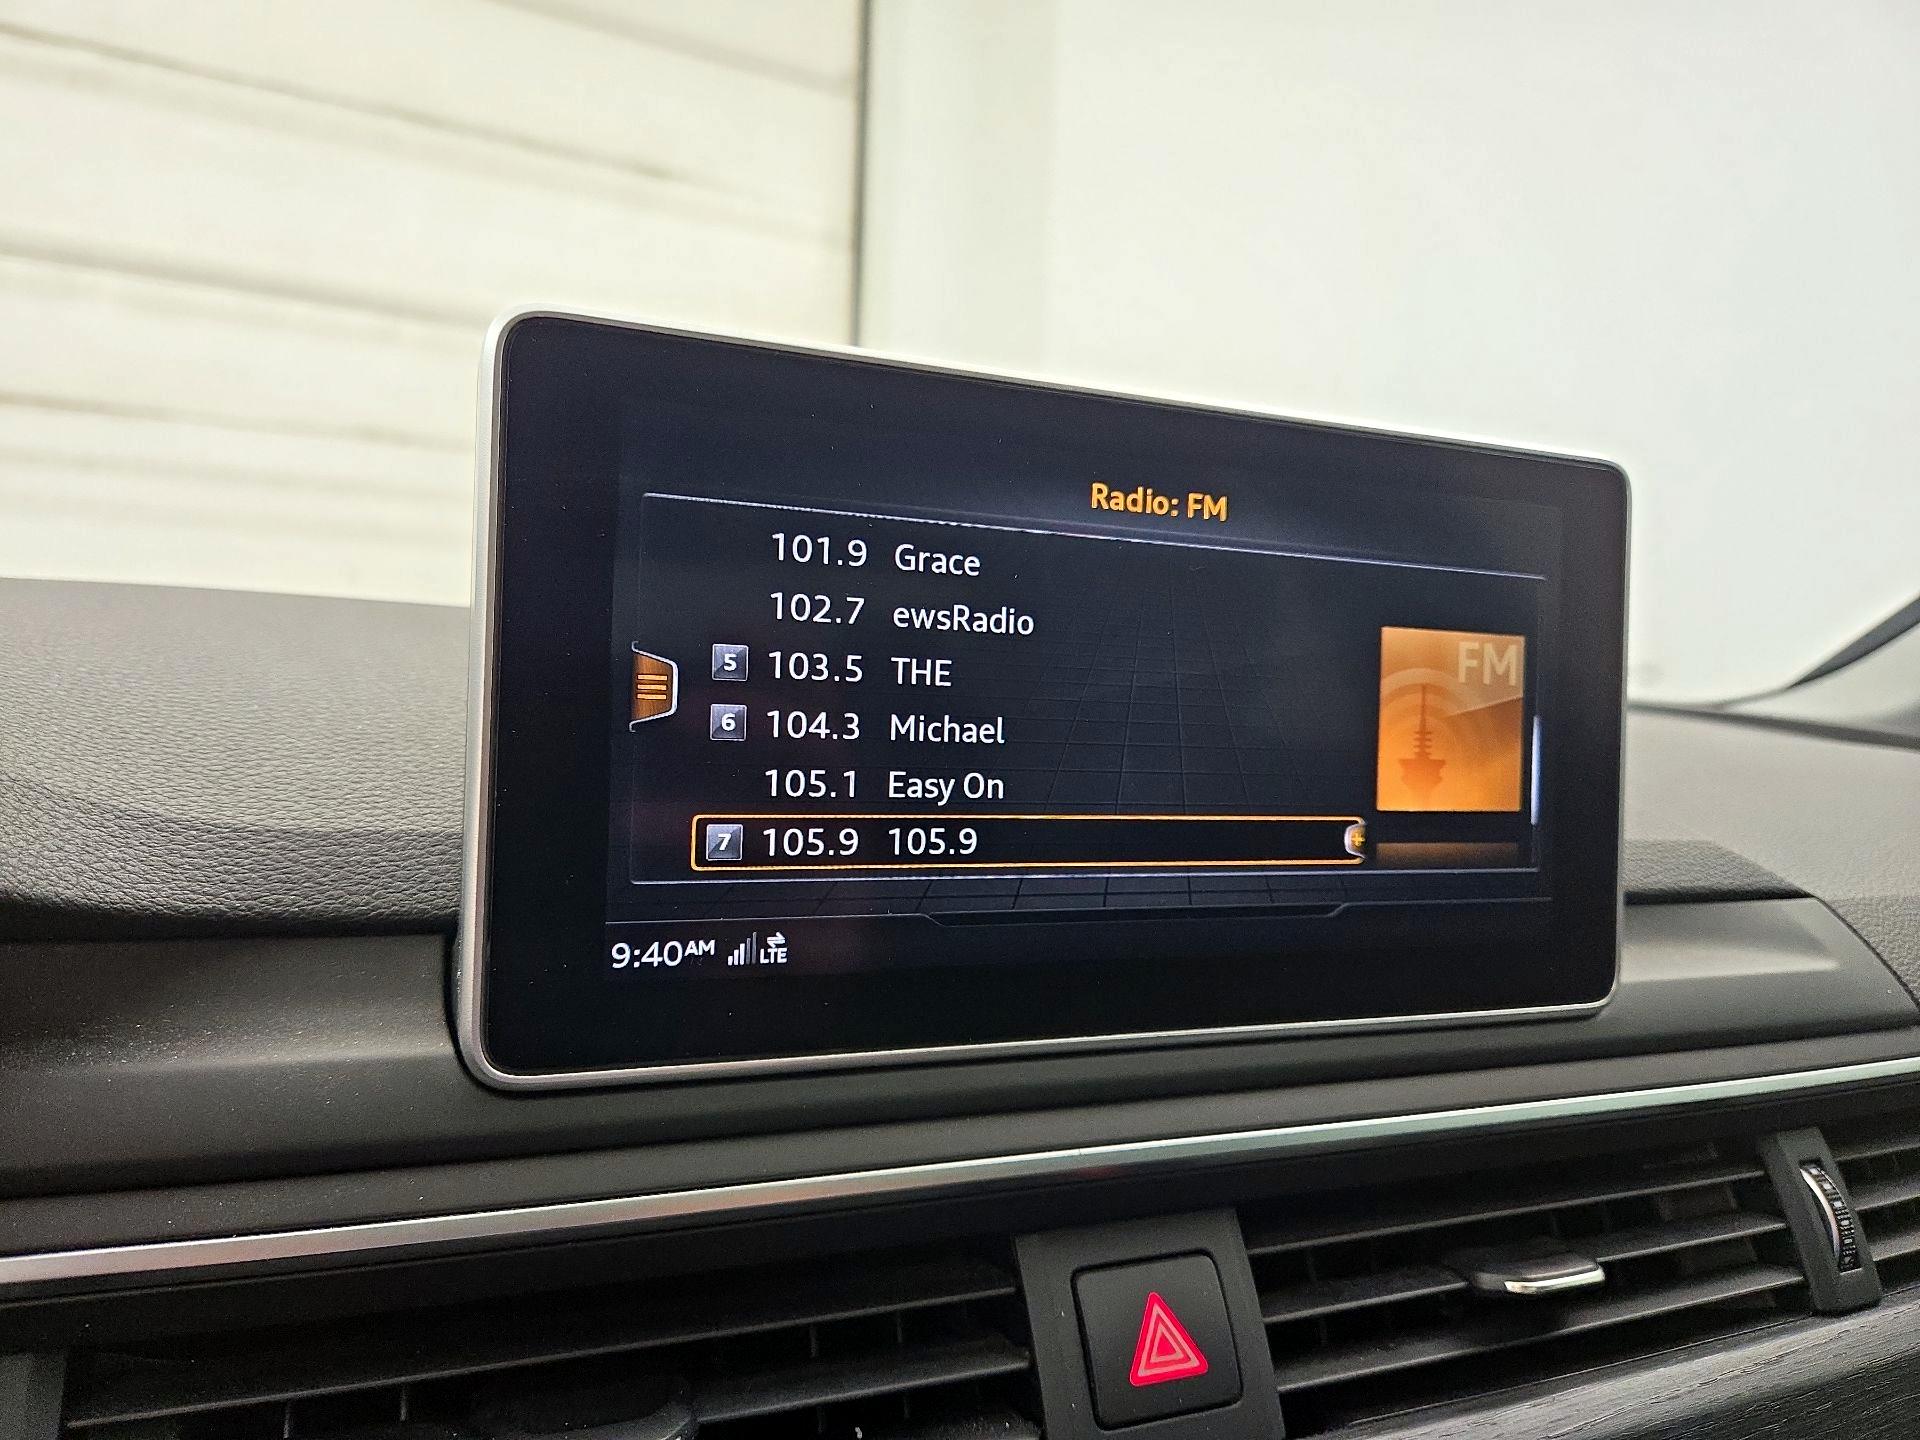 Radio: FM
101.9 Grace
102.7 ewsRadio
5 103.5 THE
6 104.3 Michael
105.1 Easy On
7 105.9 105.9
FM
9:40AM LTE